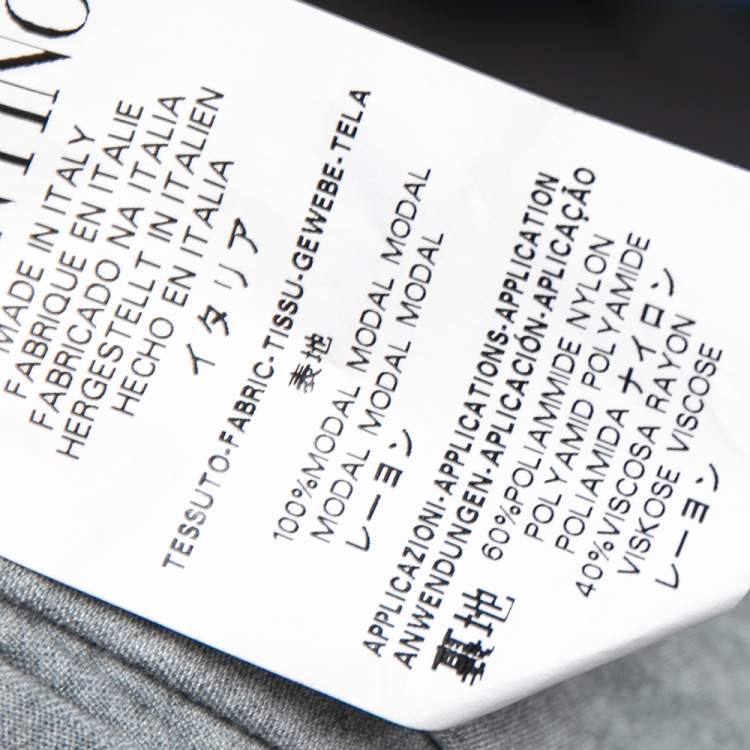 MADE IN ITALY
FABRIQUE EN ITALIE
FABRICADO NA ITALIA
HERGESTELLT IN ITALIEN
HECHO EN ITALIA
イタリア
TESSUTO-FABRIC-TISSU-GEWEBE-TELA
表地
100%MODAL MODAL MODAL
MODAL MODAL MODAL
レーヨン
APPLICAZIONI-APPLICATIONS-APPLICATION
ANWENDUNGEN-APLICACIÓN-APLICAÇÃO
裏地
60%POLIAMMIDE NYLON
POLYAMID POLYAMIDE
POLIAMIDA ナイロン
40%VISCOSA RAYON
VISKOSE VISCOSE
レーヨン